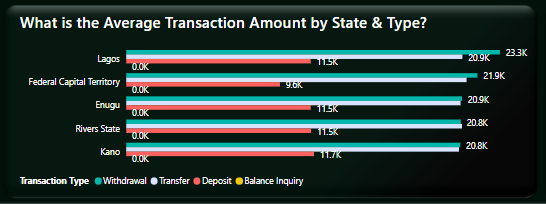 What is the Average Transaction Amount by State & Type?
23.3K
Lagos 20.9K
11.5K
0.0K
21.9K
Federal Capital Territory
9.6K
0.0K
20.9K
Enugu
11.5K
0.0K
20.8K
Rivers State
11.5K
0.0K
20.8K
Kano
11.7K
0.0K
Transaction Type Withdrawal Transfer Deposit Balance Inquiry